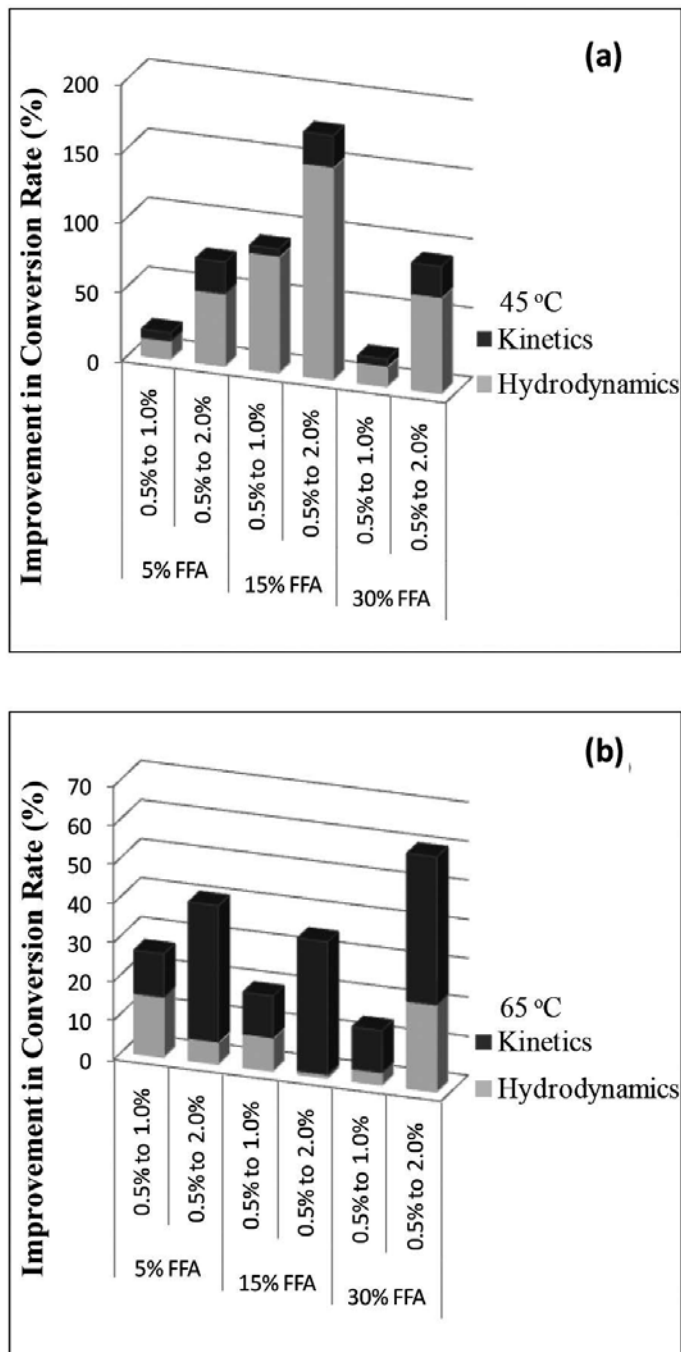 (a)
Improvement in Conversion Rate (%)
200
150
100
50
0
45 °C
Kinetics
Hydrodynamics
0.5% to 1.0%
0.5% to 2.0%
0.5% to 1.0%
0.5% to 2.0%
0.5% to 1.0%
0.5% to 2.0%
5% FFA
15% FFA
30% FFA
(b)
Improvement in Conversion Rate (%)
70
60
50
40
30
20
10
0
65 °C
Kinetics
Hydrodynamics
0.5% to 1.0%
0.5% to 2.0%
0.5% to 1.0%
0.5% to 2.0%
0.5% to 1.0%
0.5% to 2.0%
5% FFA
15% FFA
30% FFA